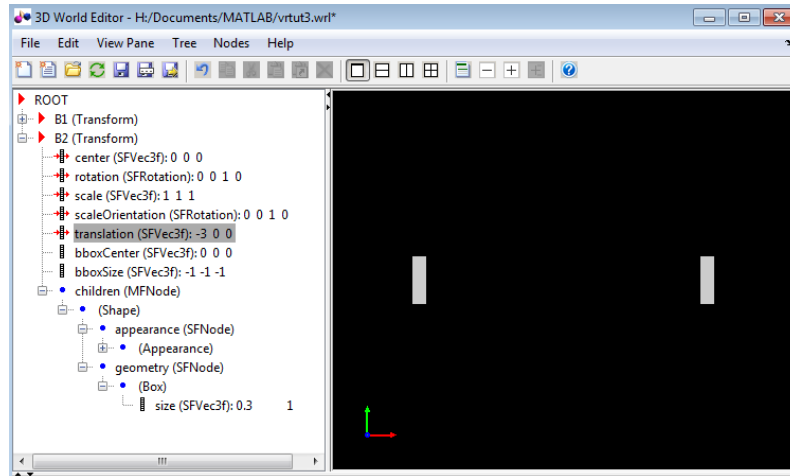 3D World Editor - H:/Documents/MATLAB/vrtut3.wrl*
File Edit View Pane Tree Nodes Help
ROOT
B1 (Transform)
B2 (Transform)
center (SFVec3f): 0 0 0
rotation (SFRotation): 0 0 1 0
scale (SFVec3f): 1 1 1
scaleOrientation (SFRotation): 0 0 1 0
translation (SFVec3f): -3 0 0
bboxCenter (SFVec3f): 0 0 0
bboxSize (SFVec3f): -1 -1 -1
children (MFNode)
(Shape)
appearance (SFNode)
(Appearance)
geometry (SFNode)
(Box)
size (SFVec3f): 0.3 1